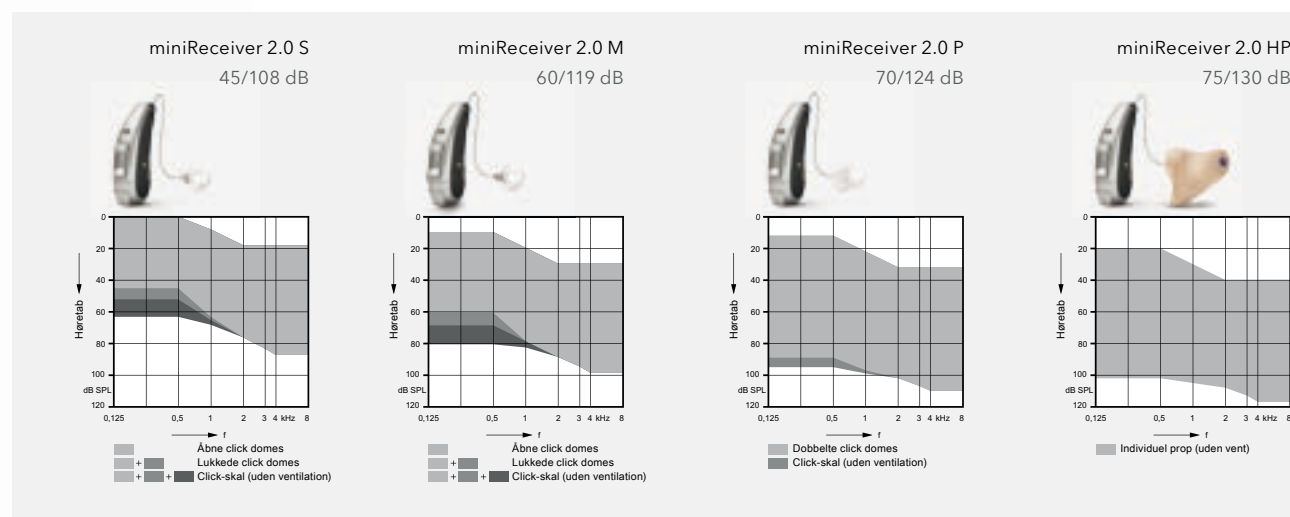 miniReceiver 2.0 S
45/108 dB
0
20
40
60
80
100
dB SPL
120
Høretab
0,125
0,5
1
2
3
4 kHz
8
f
Åbne click domes
+ Lukkede click domes
+ + Click-skal (uden ventilation)
miniReceiver 2.0 M
60/119 dB
0
20
40
60
80
100
dB SPL
120
Høretab
0,125
0,5
1
2
3
4 kHz
8
f
Åbne click domes
+ Lukkede click domes
+ + Click-skal (uden ventilation)
miniReceiver 2.0 P
70/124 dB
0
20
40
60
80
100
dB SPL
120
Høretab
0,125
0,5
1
2
3
4 kHz
8
f
Dobbelte click domes
Click-skal (uden ventilation)
miniReceiver 2.0 HP
75/130 dB
0
20
40
60
80
100
dB SPL
120
Høretab
0,125
0,5
1
2
3
4 kHz
8
f
Individuel prop (uden vent)